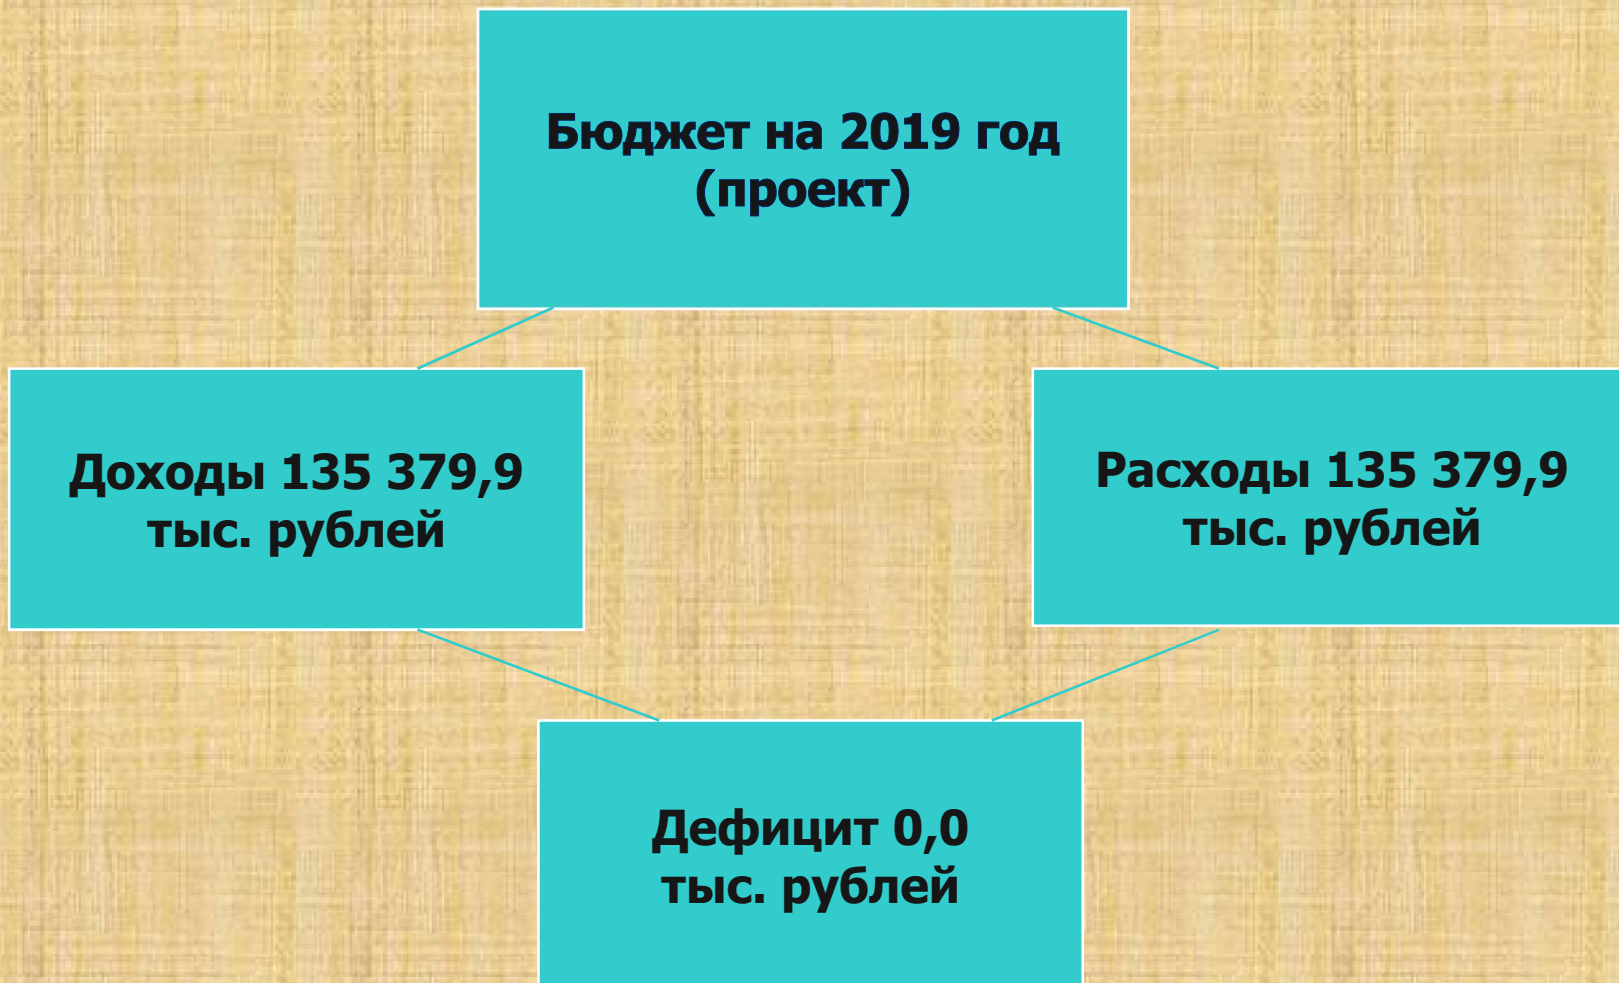 Бюджет на 2019 год
(проект)
Доходы 135 379,9
тыс. рублей
Расходы 135 379,9
тыс. рублей
Дефицит 0,0
тыс. рублей